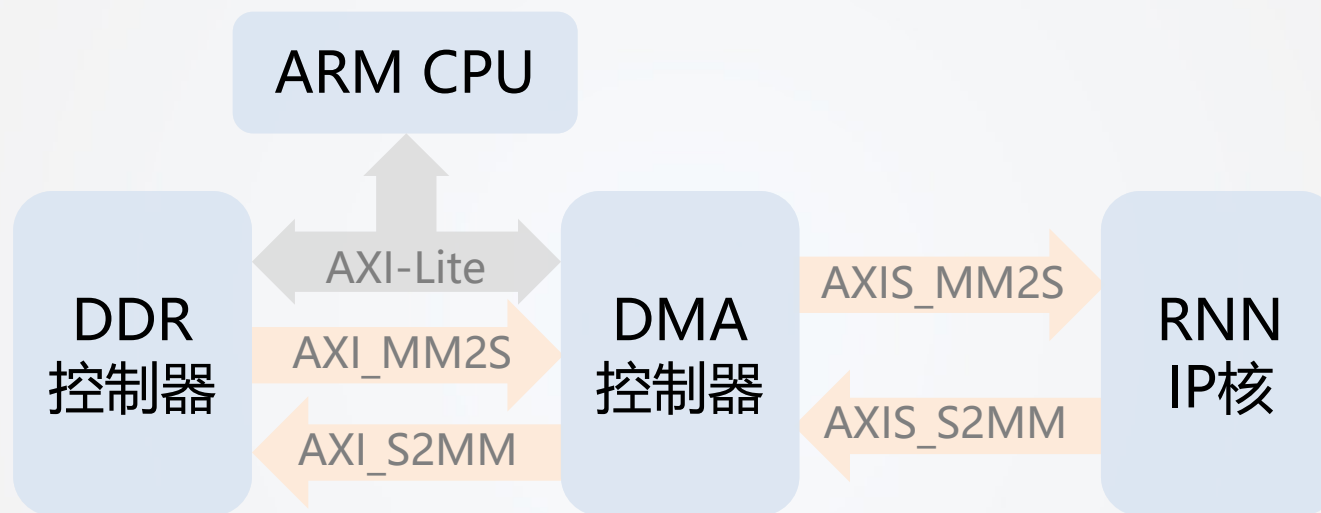 ARM CPU
AXI-Lite
DDR
控制器
AXI_MM2S
AXI_S2MM
DMA
控制器
AXIS_MM2S
AXIS_S2MM
RNN
IP核